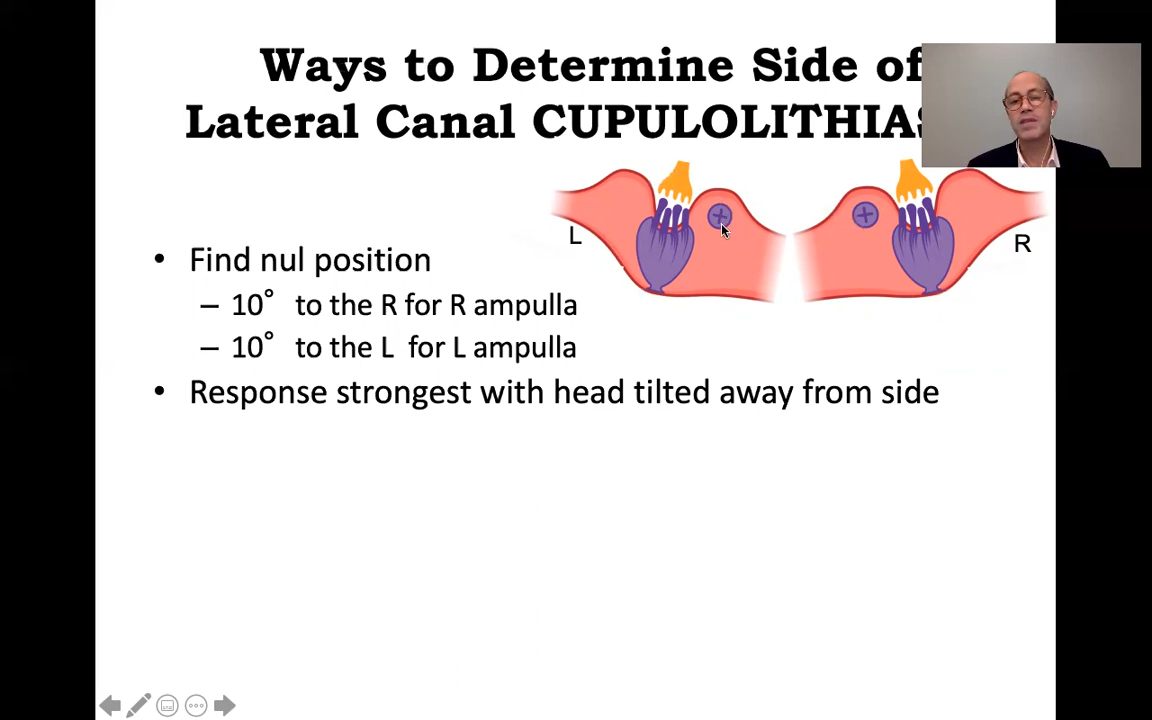 Ways to Determine Side of
Lateral Canal CUPULOLITHIAS
L
R
• Find nul position
– 10° to the R for R ampulla
– 10° to the L for L ampulla
• Response strongest with head tilted away from side